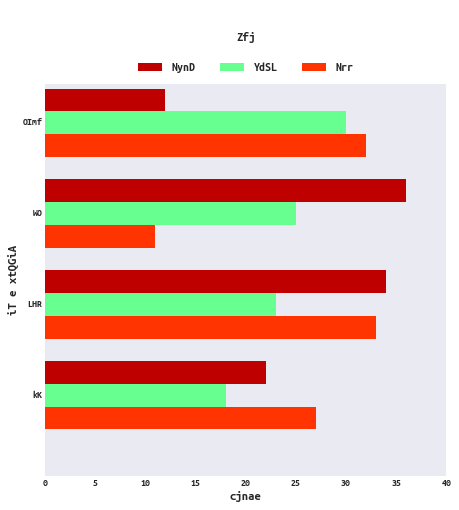 Zfj
NynD YdSL Nrr
OImf
WO
LHR
kK
iT e xtQGiA
0 5 10 15 20 25 30 35 40
cjnae